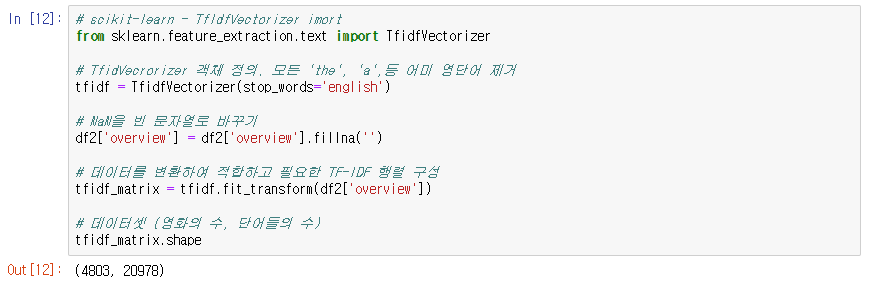 In [12]:
# scikit-learn - TfIdfVectorizer imort
from sklearn.feature_extraction.text import TfidfVectorizer
# TfidVecrorizer 객체 정의. 모든 'the', 'a',등 어미 영단어 제거
tfidf = TfidfVectorizer(stop_words='english')
# NaN을 빈 문자열로 바꾸기
df2['overview'] = df2['overview'].fillna('')
# 데이터를 변환하여 적합하고 필요한 TF-IDF 행렬 구성
tfidf_matrix = tfidf.fit_transform(df2['overview'])
# 데이터셋 (영화의 수, 단어들의 수)
tfidf_matrix.shape
Out[12]: (4803, 20978)